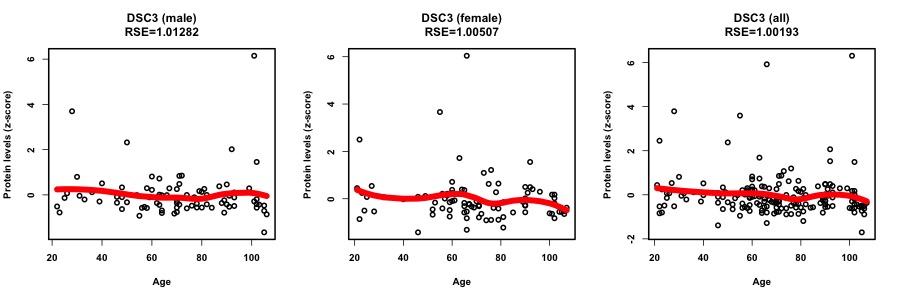 DSC3 (male)
RSE=1.01282
Protein levels (z-score)
6
4
2
0
20 40 60 80 100
Age
DSC3 (female)
RSE=1.00507
Protein levels (z-score)
6
4
2
0
20 40 60 80 100
Age
DSC3 (all)
RSE=1.00193
Protein levels (z-score)
6
4
2
0
-2
20 40 60 80 100
Age